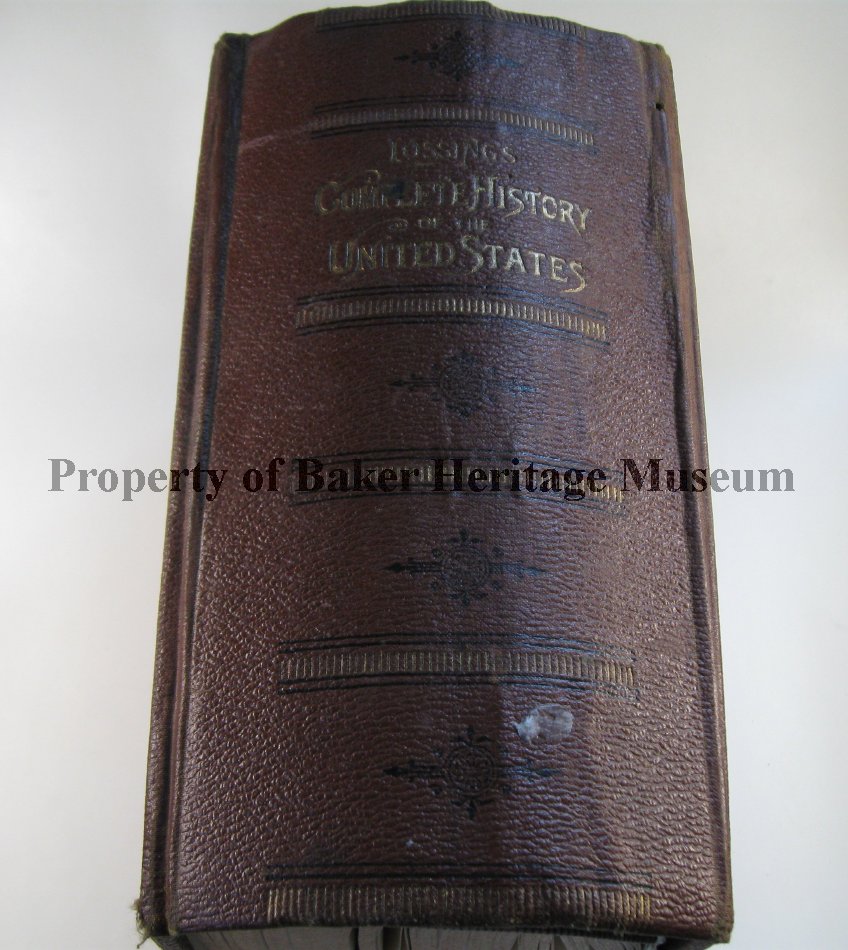 LOSSING'S
COMPLETE HISTORY
OF THE
UNITED STATES
Property of Baker Heritage Museum